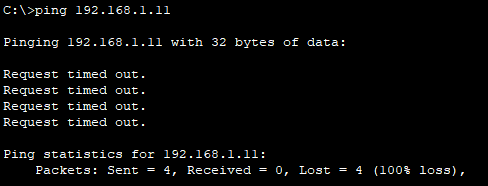 C:\>ping 192.168.1.11
Pinging 192.168.1.11 with 32 bytes of data:
Request timed out.
Request timed out.
Request timed out.
Request timed out.
Ping statistics for 192.168.1.11:
Packets: Sent = 4, Received = 0, Lost = 4 (100% loss),